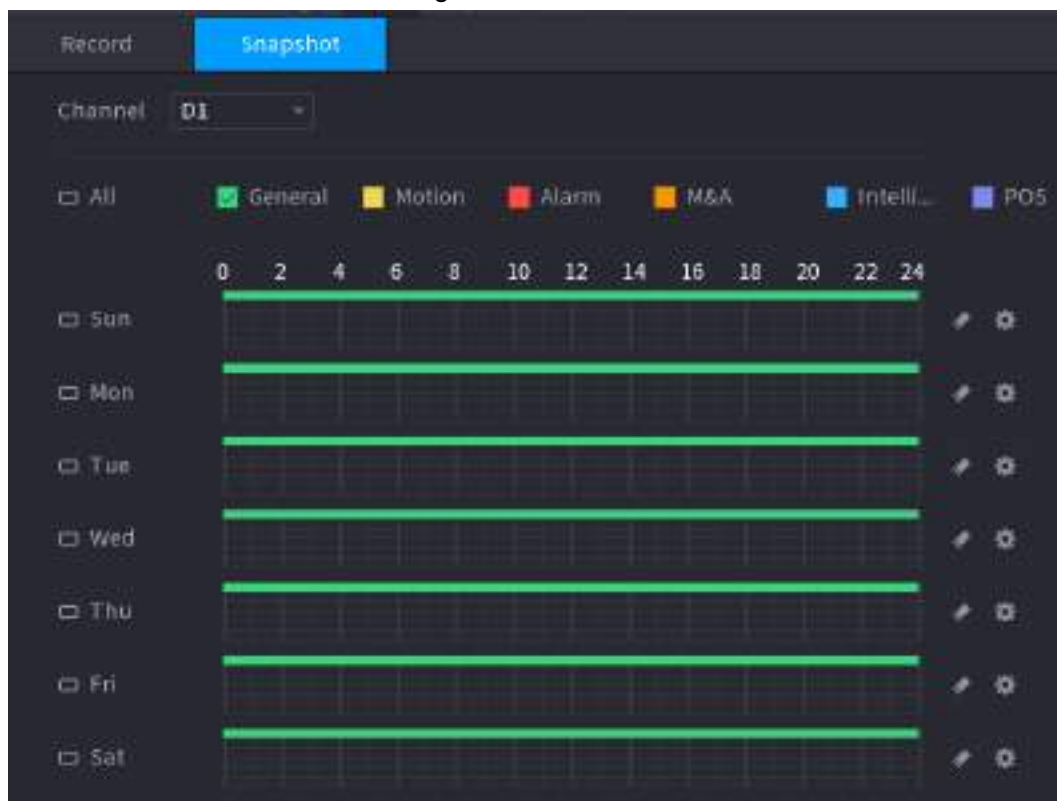 Record Snapshot
Channel D1
All General Motion Alarm M&A Intelli... POS
0 2 4 6 8 10 12 14 16 18 20 22 24
Sun
Mon
Tue
Wed
Thu
Fri
Sat